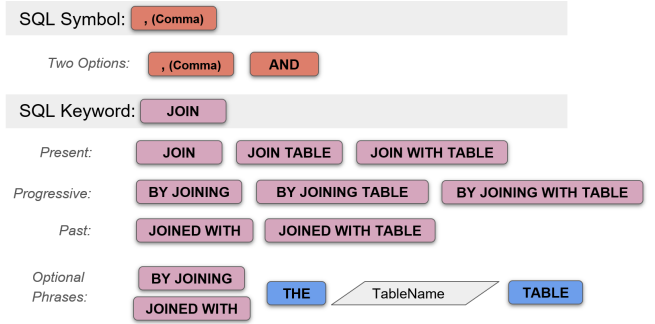 SQL Symbol: , (Comma)
Two Options: , (Comma) AND
SQL Keyword: JOIN
Present: JOIN JOIN TABLE JOIN WITH TABLE
Progressive: BY JOINING BY JOINING TABLE BY JOINING WITH TABLE
Past: JOINED WITH JOINED WITH TABLE
Optional Phrases: BY JOINING JOINED WITH THE TableName TABLE